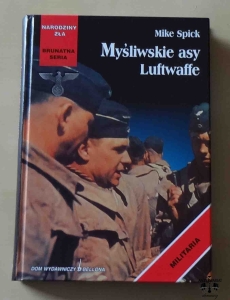 NARODZINY
ZŁA
BRUNATNA
SERIA
Mike Spick
Myśliwskie asy
Luftwaffe
MILITARIA
DOM WYDAWNICZY BELLONA